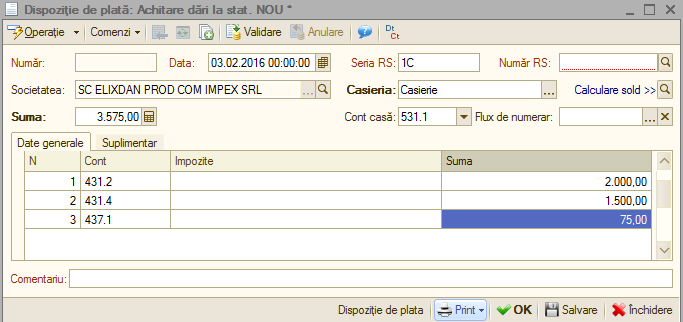 Dispoziţie de plată: Achitare dări la stat. NOU *
Operaţie Comenzi Validare Anulare Dt Ct
Număr: Data: 03.02.2016 00:00:00 Seria RS: 1C Număr RS:
Societatea: SC ELIXDAN PROD COM IMPEX SRL ... Casieria: Casierie ... Calculare sold >>
Suma: 3.575,00 Cont casă: 531.1 Flux de numerar: ... x
Date generale Suplimentar
N Cont Impozite Suma
1 431.2 2.000,00
2 431.4 1.500,00
3 437.1 75,00
Comentariu:
Dispoziţie de plata Print OK Salvare Închidere